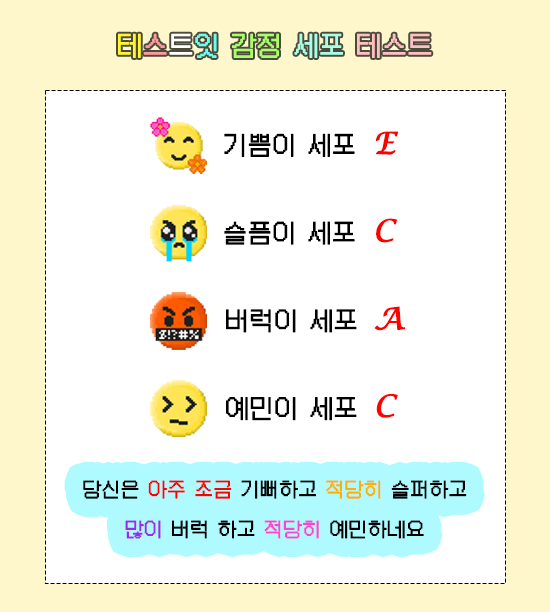 테스트잇 감정 세포 테스트
기쁨이 세포 E
슬픔이 세포 C
버럭이 세포 A
&!?#%
예민이 세포 C
당신은 아주 조금 기뻐하고 적당히 슬퍼하고
많이 버럭 하고 적당히 예민하네요